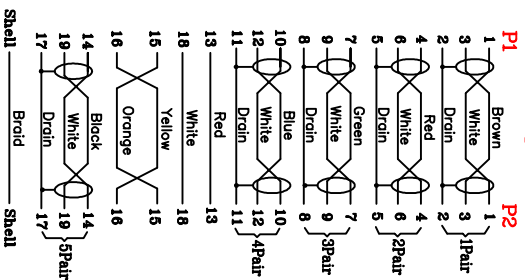 P1 P2
1 Brown 1
3 White 3 1Pair
2 Drain 2
4 Red 4
6 White 6 2Pair
5 Drain 5
7 Green 7
9 White 9 3Pair
8 Drain 8
10 Blue 10
12 White 12 4Pair
11 Drain 11
13 Red 13
18 White 18
15 Yellow 15
16 Orange 16
14 Black 14
19 White 19 5Pair
17 Drain 17
Shell Braid Shell